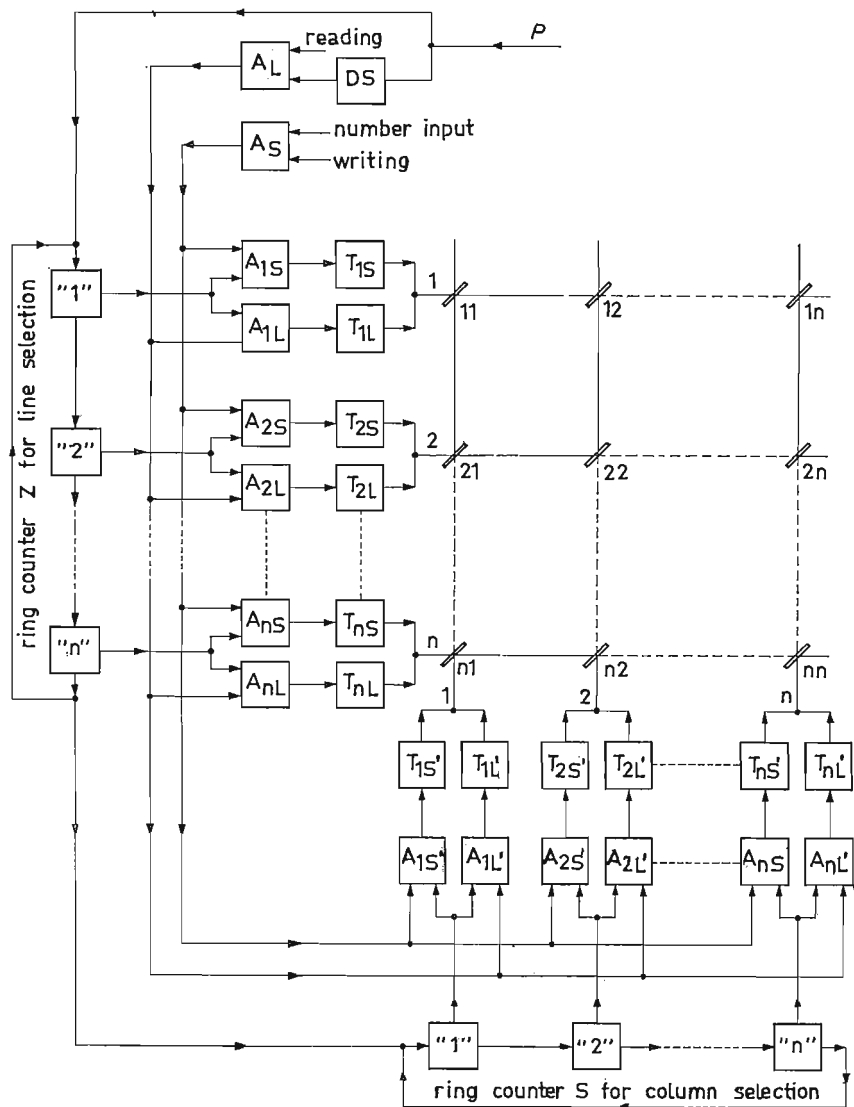 reading
P
A_L
DS
number input
A_S
writing
ring counter Z for line selection
"1"
A_1S
T_1S
1
11
12
1n
A_1L
T_1L
"2"
A_2S
T_2S
2
21
22
2n
A_2L
T_2L
"n"
A_nS
T_nS
n
n1
n2
nn
A_nL
T_nL
1
2
n
T_1S'
T_1L'
T_2S'
T_2L'
T_nS'
T_nL'
A_1S'
A_1L'
A_2S'
A_2L'
A_nS
A_nL'
"1"
"2"
"n"
ring counter S for column selection